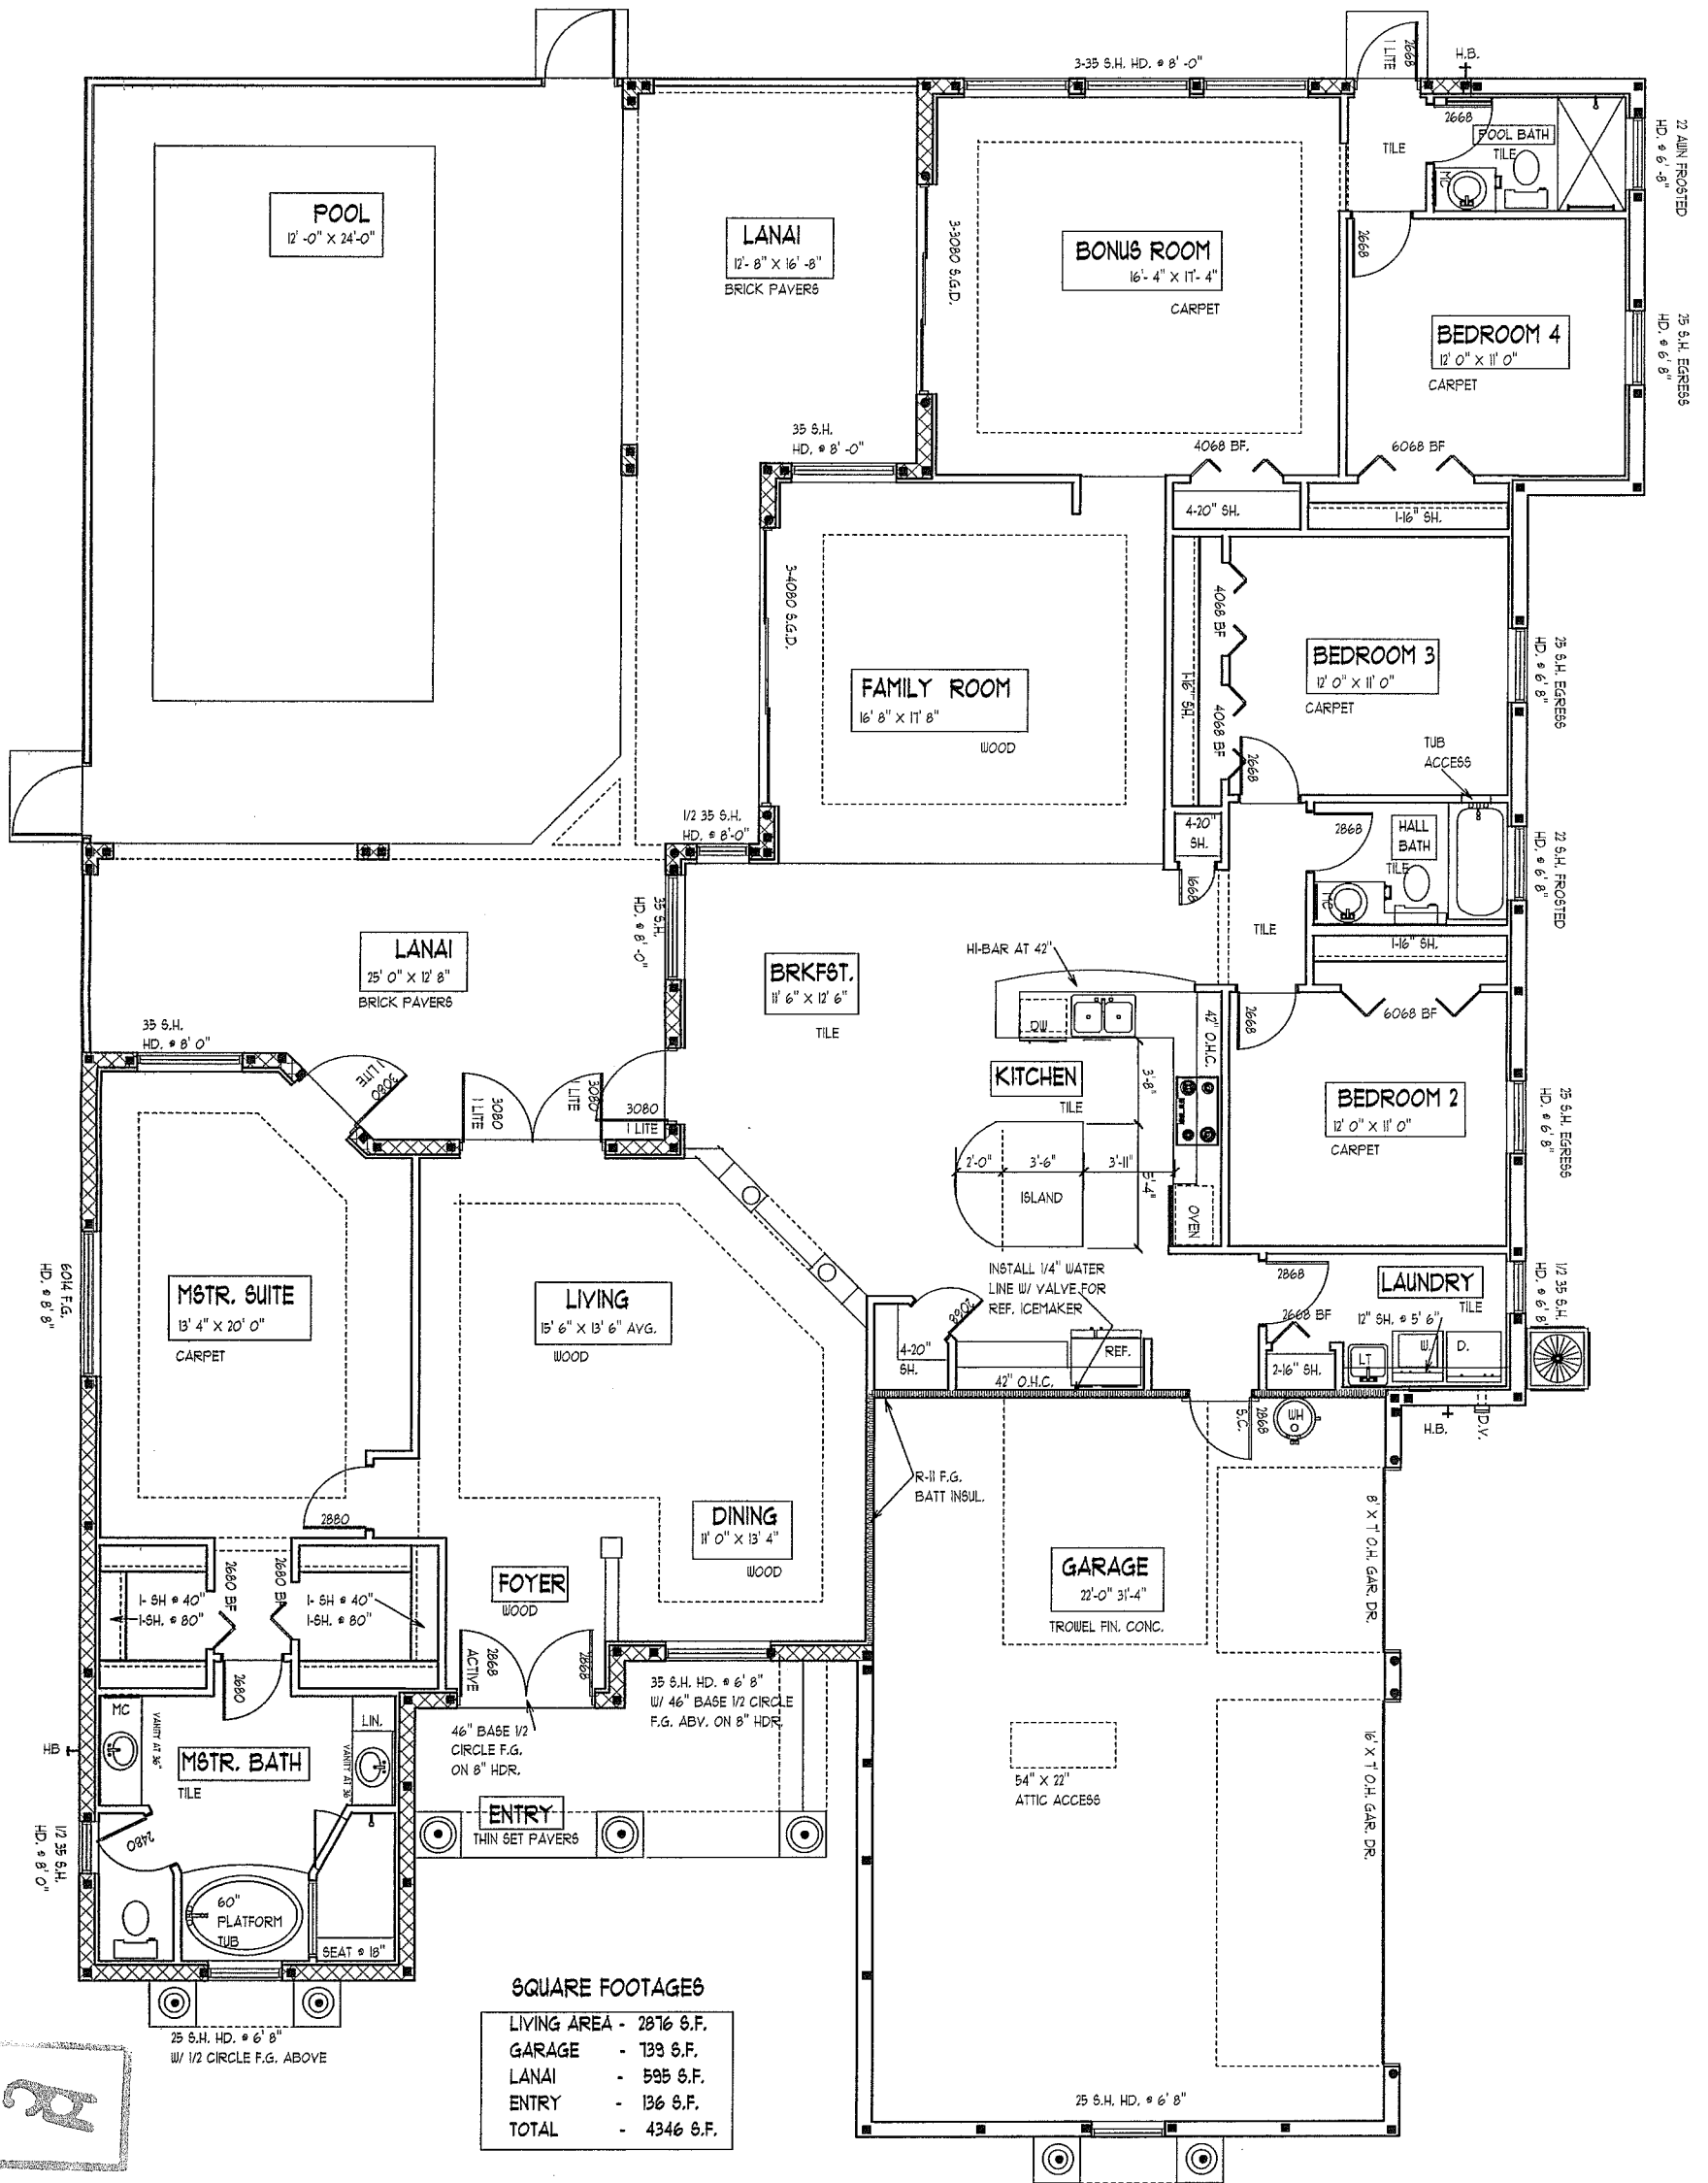 3-35 S.H. HD. @ 8' -0"
2668
1 LITE
H.B.
2668
POOL BATH
TILE
MC
TILE
22 AWN FROSTED
HD. @ 6' -8"
POOL
12' -0" X 24'-0"
LANAI
12'- 8" X 16' -8"
BRICK PAVERS
3-3080 S.G.D.
BONUS ROOM
16'- 4" X 17'- 4"
CARPET
2668
BEDROOM 4
12' 0" X 11' 0"
CARPET
25 S.H. EGRESS
HD. @ 6' 8"
35 S.H.
HD. @ 8' -0"
4068 BF.
6068 BF
4-20" SH.
1-16" SH.
3-4080 S.G.D.
FAMILY ROOM
16' 8" X 17' 8"
WOOD
4068 BF
1-16" SH.
4068 BF
BEDROOM 3
12' 0" X 11' 0"
CARPET
2668
25 S.H. EGRESS
HD. @ 6' 8"
TUB
ACCESS
1/2 35 S.H.
HD. @ 8'-0"
4-20"
SH.
1668
2868
HALL
BATH
TILE
MC
22 S.H. FROSTED
HD. @ 6' 8"
35 S.H.
HD. @ 8' -0"
LANAI
25' 0" X 12' 8"
BRICK PAVERS
BRKFST.
11' 6" X 12' 6"
TILE
HI-BAR AT 42"
TILE
1-16" SH.
6068 BF
2668
35 S.H.
HD. @ 8' 0"
DW
42" O.H.C.
KITCHEN
TILE
3'-8"
BEDROOM 2
12' 0" X 11' 0"
CARPET
25 S.H. EGRESS
HD. @ 6' 8"
3080
1 LITE
3080
1 LITE
3080
1 LITE
3080
1 LITE
2'-0"
3'-6"
3'-11"
5'-4"
ISLAND
OVEN
INSTALL 1/4" WATER
LINE W/ VALVE FOR
REF. ICEMAKER
2868
LAUNDRY
TILE
1/2 35 S.H.
HD. @ 6' 8"
6014 F.G.
HD. @ 8' 8"
MSTR. SUITE
13' 4" X 20' 0"
CARPET
LIVING
15' 6" X 13' 6" AVG.
WOOD
2068
4-20"
SH.
42" O.H.C.
REF.
2668 BF
12" SH. @ 5' 6"
2-16" SH.
LT
W.
D.
S.C.
2868
WH
H.B.
D.V.
R-11 F.G.
BATT INSUL.
8' X 7' O.H. GAR. DR.
2880
DINING
11' 0" X 13' 4"
WOOD
GARAGE
22'-0" 31'-4"
TROWEL FIN. CONC.
1- SH @ 40"
1-SH. @ 80"
2680 BF
2680 BF
1- SH @ 40"
1-SH. @ 80"
FOYER
WOOD
2868
ACTIVE
2868
2680
35 S.H. HD. @ 6' 8"
W/ 46" BASE 1/2 CIRCLE
F.G. ABV. ON 8" HDR.
46" BASE 1/2
CIRCLE F.G.
ON 8" HDR.
MC
VANITY AT 36"
LIN.
VANITY AT 36"
HB
MSTR. BATH
TILE
54" X 22"
ATTIC ACCESS
16' X 7' O.H. GAR. DR.
ENTRY
THIN SET PAVERS
2480
1/2 35 S.H.
HD. @ 8' 0"
60"
PLATFORM
TUB
SEAT @ 18"
25 S.H. HD. @ 6' 8"
W/ 1/2 CIRCLE F.G. ABOVE
SQUARE FOOTAGES
LIVING AREA - 2876 S.F.
GARAGE - 739 S.F.
LANAI - 595 S.F.
ENTRY - 136 S.F.
TOTAL - 4346 S.F.
25 S.H. HD. @ 6' 8"